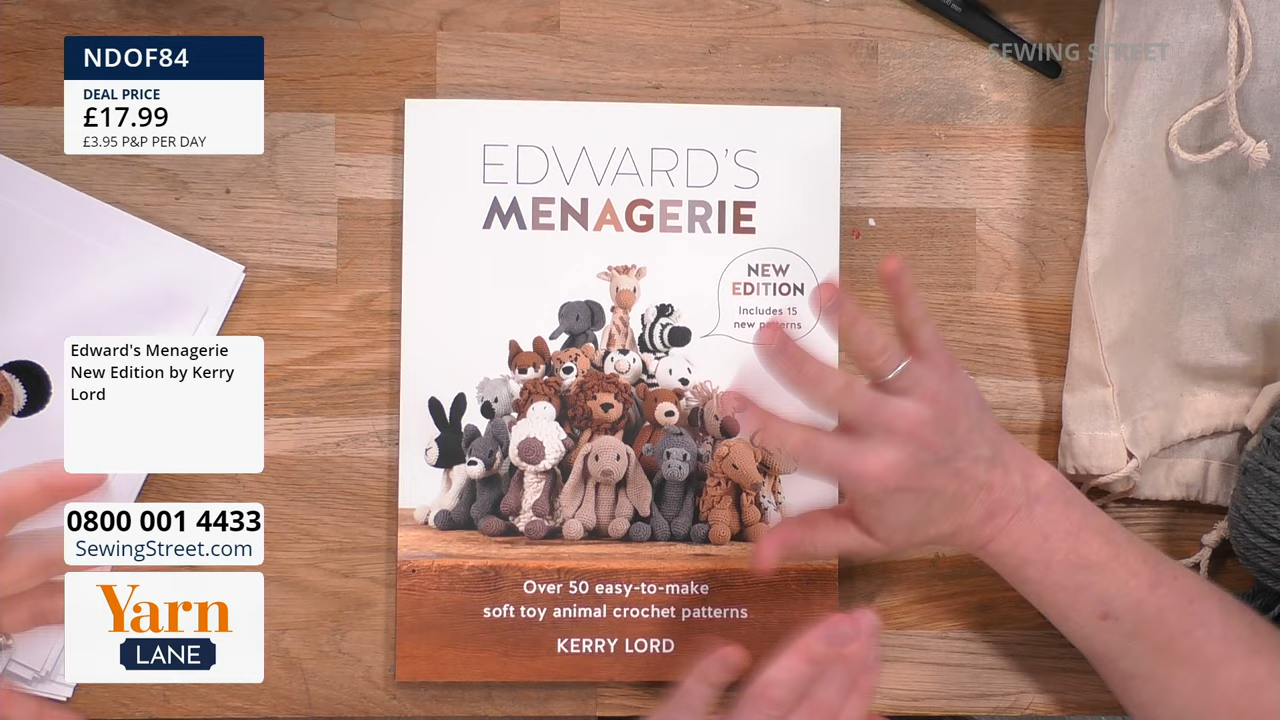 NDOF84
DEAL PRICE
£17.99
£3.95 P&P PER DAY
SEWING STREET
EDWARD'S
MENAGERIE
NEW
EDITION
Includes 15
new patterns
Edward's Menagerie
New Edition by Kerry
Lord
0800 001 4433
SewingStreet.com
Yarn
LANE
Over 50 easy-to-make
soft toy animal crochet patterns
KERRY LORD